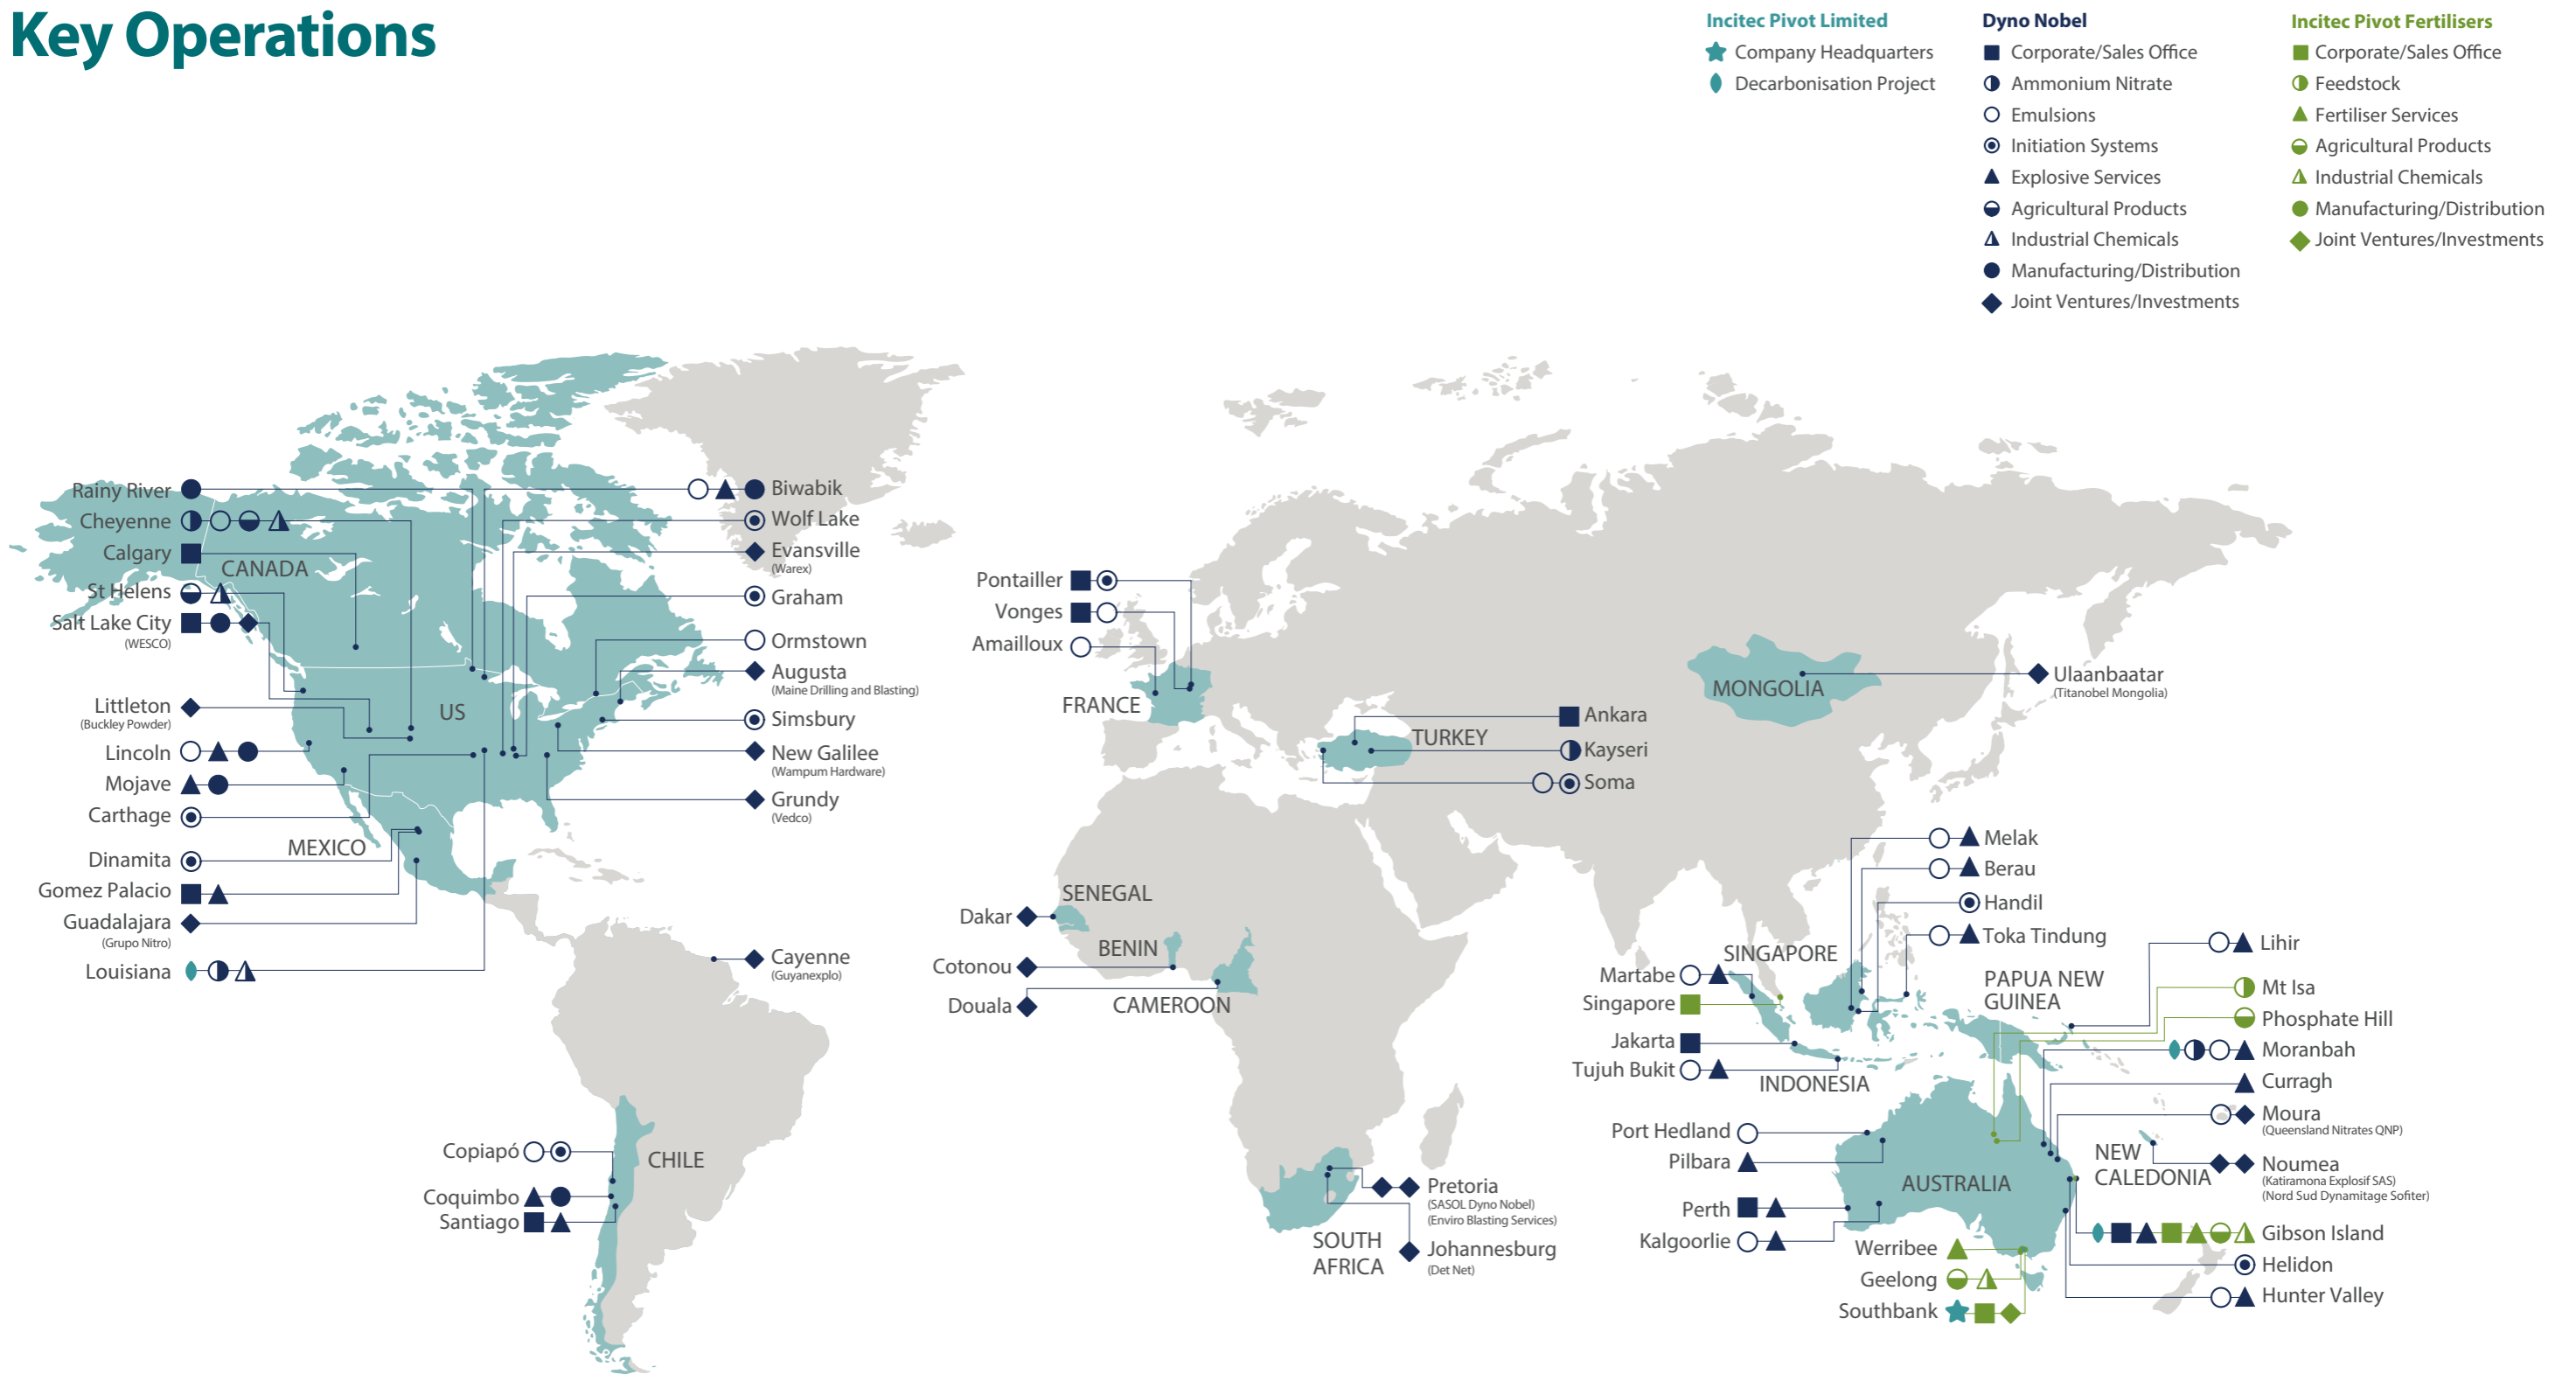 Key Operations
Incitec Pivot Limited
Company Headquarters
Decarbonisation Project
Dyno Nobel
Corporate/Sales Office
Ammonium Nitrate
Emulsions
Initiation Systems
Explosive Services
Agricultural Products
Industrial Chemicals
Manufacturing/Distribution
Joint Ventures/Investments
Incitec Pivot Fertilisers
Corporate/Sales Office
Feedstock
Fertiliser Services
Agricultural Products
Industrial Chemicals
Manufacturing/Distribution
Joint Ventures/Investments
Rainy River
Cheyenne
Calgary
CANADA
St Helens
Salt Lake City
(WESCO)
Littleton
(Buckley Powder)
US
Lincoln
Mojave
Carthage
MEXICO
Dinamita
Gomez Palacio
Guadalajara
(Grupo Nitro)
Louisiana
Biwabik
Wolf Lake
Evansville
(Warex)
Graham
Ormstown
Augusta
(Maine Drilling and Blasting)
Simsbury
New Galilee
(Wampum Hardware)
Grundy
(Vedco)
Cayenne
(Guyanexplo)
Copiapó
CHILE
Coquimbo
Santiago
Pontailler
Vonges
Amailloux
FRANCE
Ankara
TURKEY
Kayseri
Soma
MONGOLIA
Ulaanbaatar
(Titanobel Mongolia)
SENEGAL
Dakar
BENIN
Cotonou
Douala
CAMEROON
Pretoria
(SASOL Dyno Nobel)
(Enviro Blasting Services)
SOUTH
AFRICA
Johannesburg
(Det Net)
Melak
Berau
Handil
Toka Tindung
SINGAPORE
Martabe
Singapore
Jakarta
Tujuh Bukit
INDONESIA
PAPUA NEW
GUINEA
Lihir
Mt Isa
Phosphate Hill
Moranbah
Curragh
Moura
(Queensland Nitrates QNP)
NEW
CALEDONIA
Noumea
(Katiramona Explosif SAS)
(Nord Sud Dynamitage Sofiter)
Port Hedland
Pilbara
AUSTRALIA
Perth
Kalgoorlie
Werribee
Geelong
Southbank
Gibson Island
Helidon
Hunter Valley